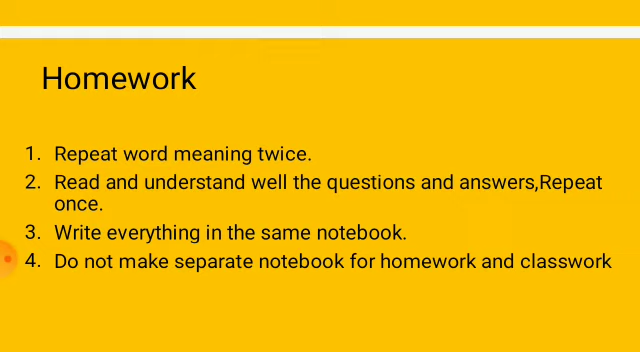 Homework
1. Repeat word meaning twice.
2. Read and understand well the questions and answers,Repeat
once.
3. Write everything in the same notebook.
4. Do not make separate notebook for homework and classwork